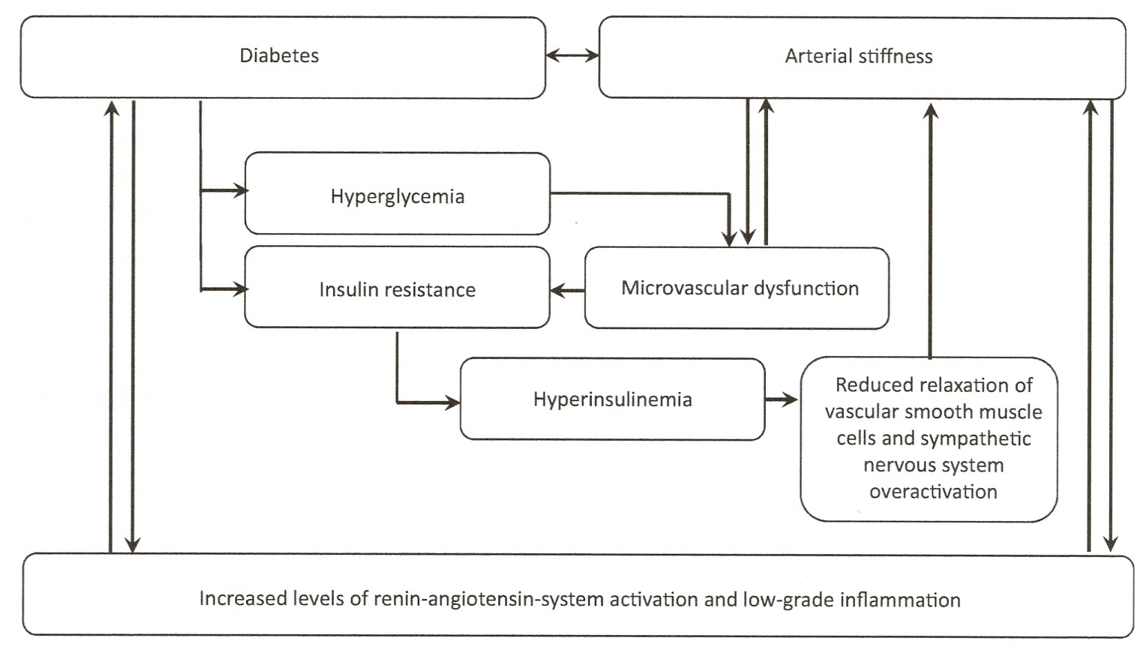 Diabetes
Arterial stiffness
Hyperglycemia
Insulin resistance
Microvascular dysfunction
Hyperinsulinemia
Reduced relaxation of
vascular smooth muscle
cells and sympathetic
nervous system
overactivation
Increased levels of renin-angiotensin-system activation and low-grade inflammation